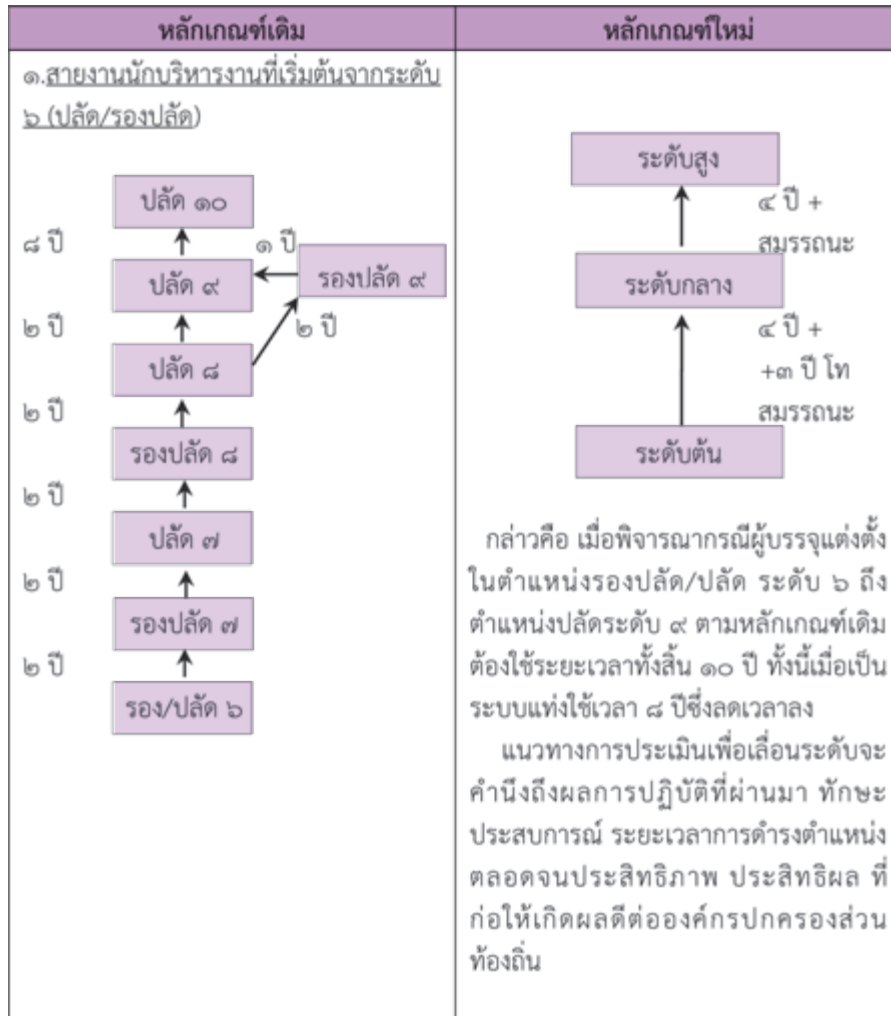 หลักเกณฑ์เดิม
๑.สายงานนักบริหารงานที่เริ่มต้นจากระดับ
๖ (ปลัด/รองปลัด)
ปลัด ๑๐
๘ ปี
๑ ปี
ปลัด ๙
รองปลัด ๙
๒ ปี
๒ ปี
ปลัด ๘
๒ ปี
รองปลัด ๘
๒ ปี
ปลัด ๗
๒ ปี
รองปลัด ๗
๒ ปี
รอง/ปลัด ๖
หลักเกณฑ์ใหม่
ระดับสูง
๔ ปี +
สมรรถนะ
ระดับกลาง
๔ ปี +
+๓ ปี โท
สมรรถนะ
ระดับต้น
กล่าวคือ เมื่อพิจารณากรณีผู้บรรจุแต่งตั้ง
ในตำแหน่งรองปลัด/ปลัด ระดับ ๖ ถึง
ตำแหน่งปลัดระดับ ๙ ตามหลักเกณฑ์เดิม
ต้องใช้ระยะเวลาทั้งสิ้น ๑๐ ปี ทั้งนี้เมื่อเป็น
ระบบแท่งใช้เวลา ๘ ปีซึ่งลดเวลาลง
แนวทางการประเมินเพื่อเลื่อนระดับจะ
คำนึงถึงผลการปฏิบัติที่ผ่านมา ทักษะ
ประสบการณ์ ระยะเวลาการดำรงตำแหน่ง
ตลอดจนประสิทธิภาพ ประสิทธิผล ที่
ก่อให้เกิดผลดีต่อองค์กรปกครองส่วน
ท้องถิ่น